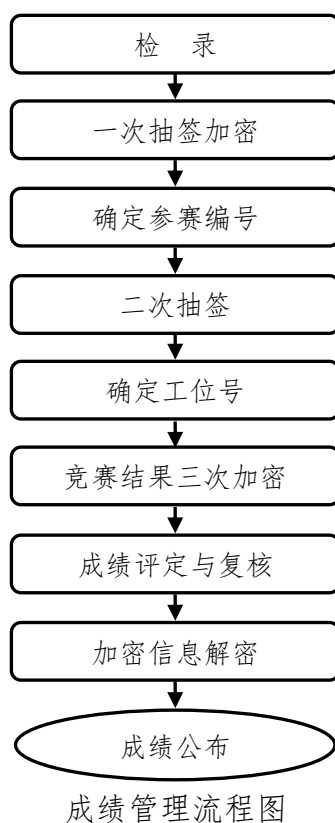 检 录
一次抽签加密
确定参赛编号
二次抽签
确定工位号
竞赛结果三次加密
成绩评定与复核
加密信息解密
成绩公布
成绩管理流程图